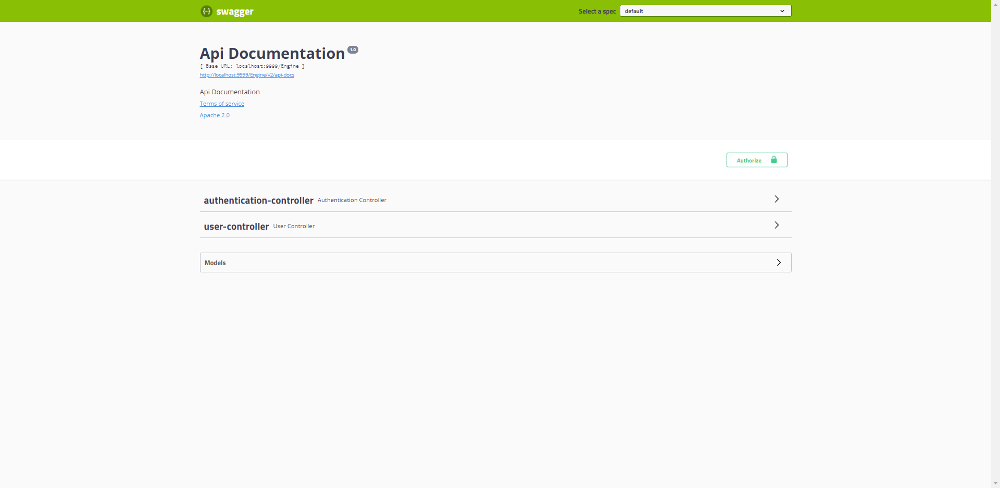 swagger
Select a spec
default
Api Documentation 1.0
[ Base URL: localhost:9999/Engine ]
http://localhost:9999/Engine/v2/api-docs
Api Documentation
Terms of service
Apache 2.0
Authorize
authentication-controller Authentication Controller
user-controller User Controller
Models